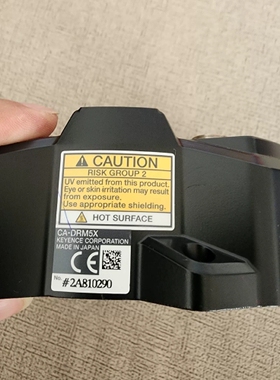 CAUTION
RISK GROUP 2
UV emitted from this product.
Eye or skin irritation may result
from exposure.
Use appropriate shielding.
HOT SURFACE
CA-DRM5X
KEYENCE CORPORATION
MADE IN JAPAN
CE
No. #2A810290